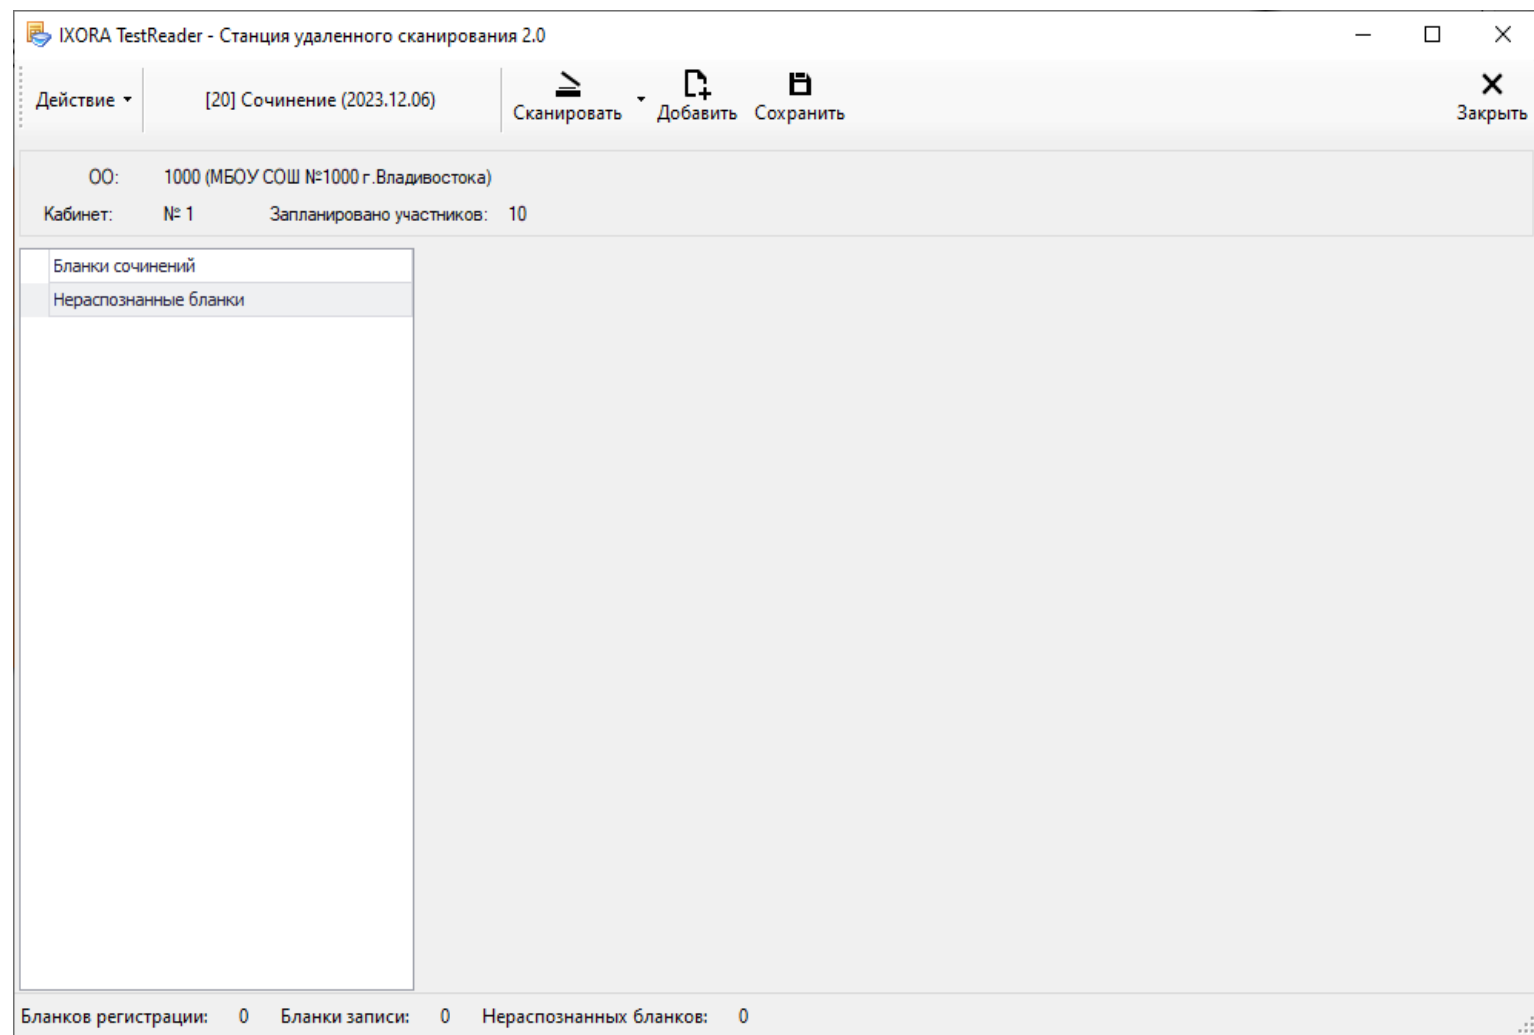 IXORA TestReader - Станция удаленного сканирования 2.0
Действие [20] Сочинение (2023.12.06) Сканировать Добавить Сохранить Закрыть
ОО: 1000 (МБОУ СОШ №1000 г.Владивостока)
Кабинет: № 1 Запланировано участников: 10
Бланки сочинений
Нераспознанные бланки
Бланков регистрации: 0 Бланки записи: 0 Нераспознанных бланков: 0